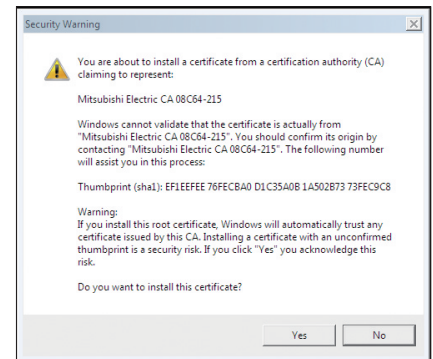 Security Warning
You are about to install a certificate from a certification authority (CA)
claiming to represent:
Mitsubishi Electric CA 08C64-215
Windows cannot validate that the certificate is actually from
"Mitsubishi Electric CA 08C64-215". You should confirm its origin by
contacting "Mitsubishi Electric CA 08C64-215". The following number
will assist you in this process:
Thumbprint (sha1): EF1EEFEE 76FECBA0 D1C35A0B 1A502B73 73FEC9C8
Warning:
If you install this root certificate, Windows will automatically trust any
certificate issued by this CA. Installing a certificate with an unconfirmed
thumbprint is a security risk. If you click "Yes" you acknowledge this
risk.
Do you want to install this certificate?
Yes No